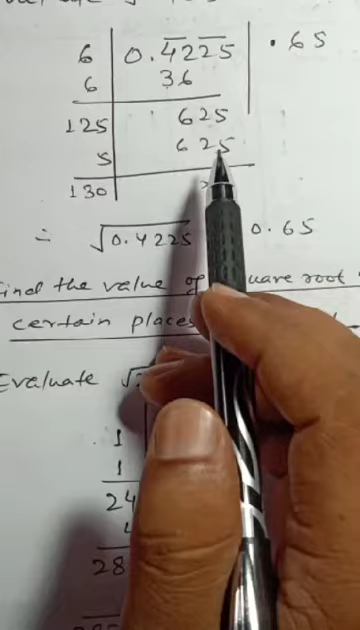 6 | 0.4225 | .65
6 | 36
125 | 625
5 | 625
130
∴ √0.4225 0.65
Find the value of square root
certain places
Evaluate √
1
1
24
4
28